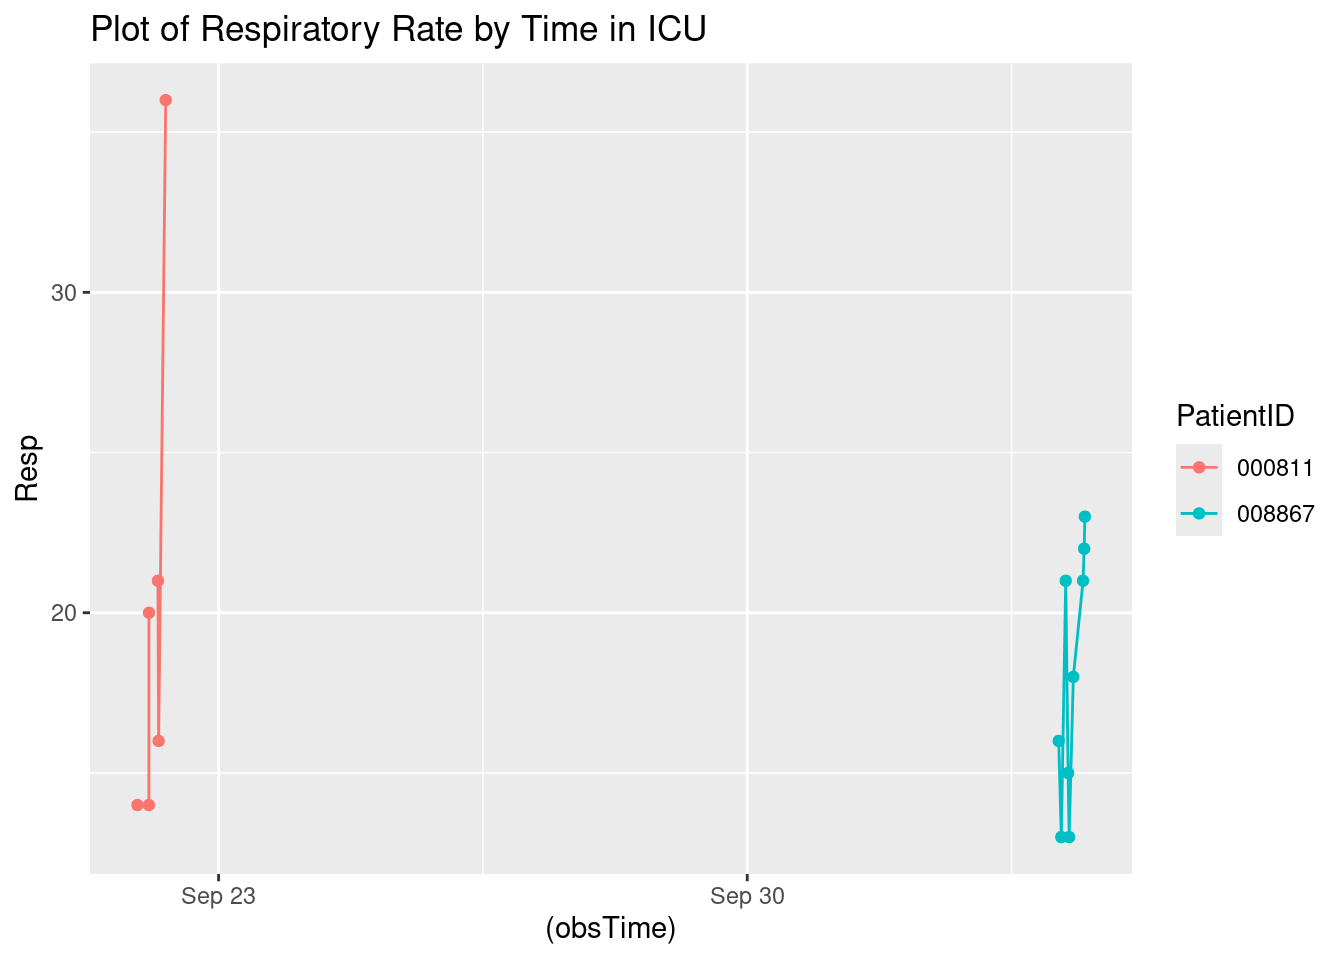 Plot of Respiratory Rate by Time in ICU
30
20
Resp
Sep 23
Sep 30
(obsTime)
PatientID
000811
008867